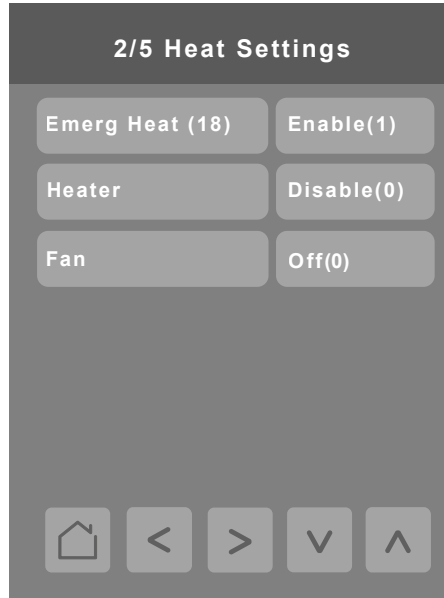 2/5 Heat Settings
Emerg Heat (18) Enable(1)
Heater Disable(0)
Fan Off(0)
< > V Λ